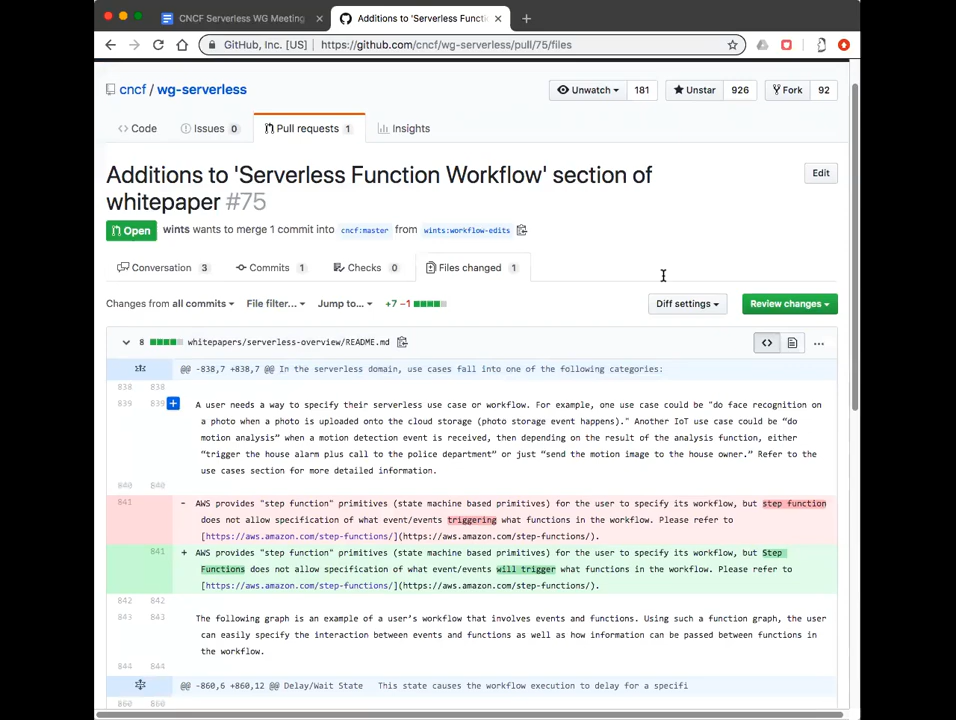 CNCF Serverless WG Meeting
Additions to 'Serverless Functi
GitHub, Inc. [US] https://github.com/cncf/wg-serverless/pull/75/files
cncf / wg-serverless
Unwatch 181 Unstar 926 Fork 92
Code Issues 0 Pull requests 1 Insights
Additions to 'Serverless Function Workflow' section of
whitepaper #75
Edit
Open wints wants to merge 1 commit into cncf:master from wints:workflow-edits
Conversation 3 Commits 1 Checks 0 Files changed 1
Changes from all commits File filter... Jump to... +7 −1 Diff settings Review changes
8 whitepapers/serverless-overview/README.md
@@ -838,7 +838,7 @@ In the serverless domain, use cases fall into one of the following categories:
838 838
839 839 A user needs a way to specify their serverless use case or workflow. For example, one use case could be "do face recognition on
a photo when a photo is uploaded onto the cloud storage (photo storage event happens)." Another IoT use case could be “do
motion analysis” when a motion detection event is received, then depending on the result of the analysis function, either
“trigger the house alarm plus call to the police department” or just “send the motion image to the house owner.” Refer to the
use cases section for more detailed information.
840 840
841 - AWS provides "step function" primitives (state machine based primitives) for the user to specify its workflow, but step function
does not allow specification of what event/events triggering what functions in the workflow. Please refer to
[https://aws.amazon.com/step-functions/](https://aws.amazon.com/step-functions/).
841 + AWS provides "step function" primitives (state machine based primitives) for the user to specify its workflow, but Step
Functions does not allow specification of what event/events will trigger what functions in the workflow. Please refer to
[https://aws.amazon.com/step-functions/](https://aws.amazon.com/step-functions/).
842 842
843 843 The following graph is an example of a user’s workflow that involves events and functions. Using such a function graph, the user
can easily specify the interaction between events and functions as well as how information can be passed between functions in
the workflow.
844 844
@@ -860,6 +860,12 @@ Delay/Wait State This state causes the workflow execution to delay for a specifi
860 860